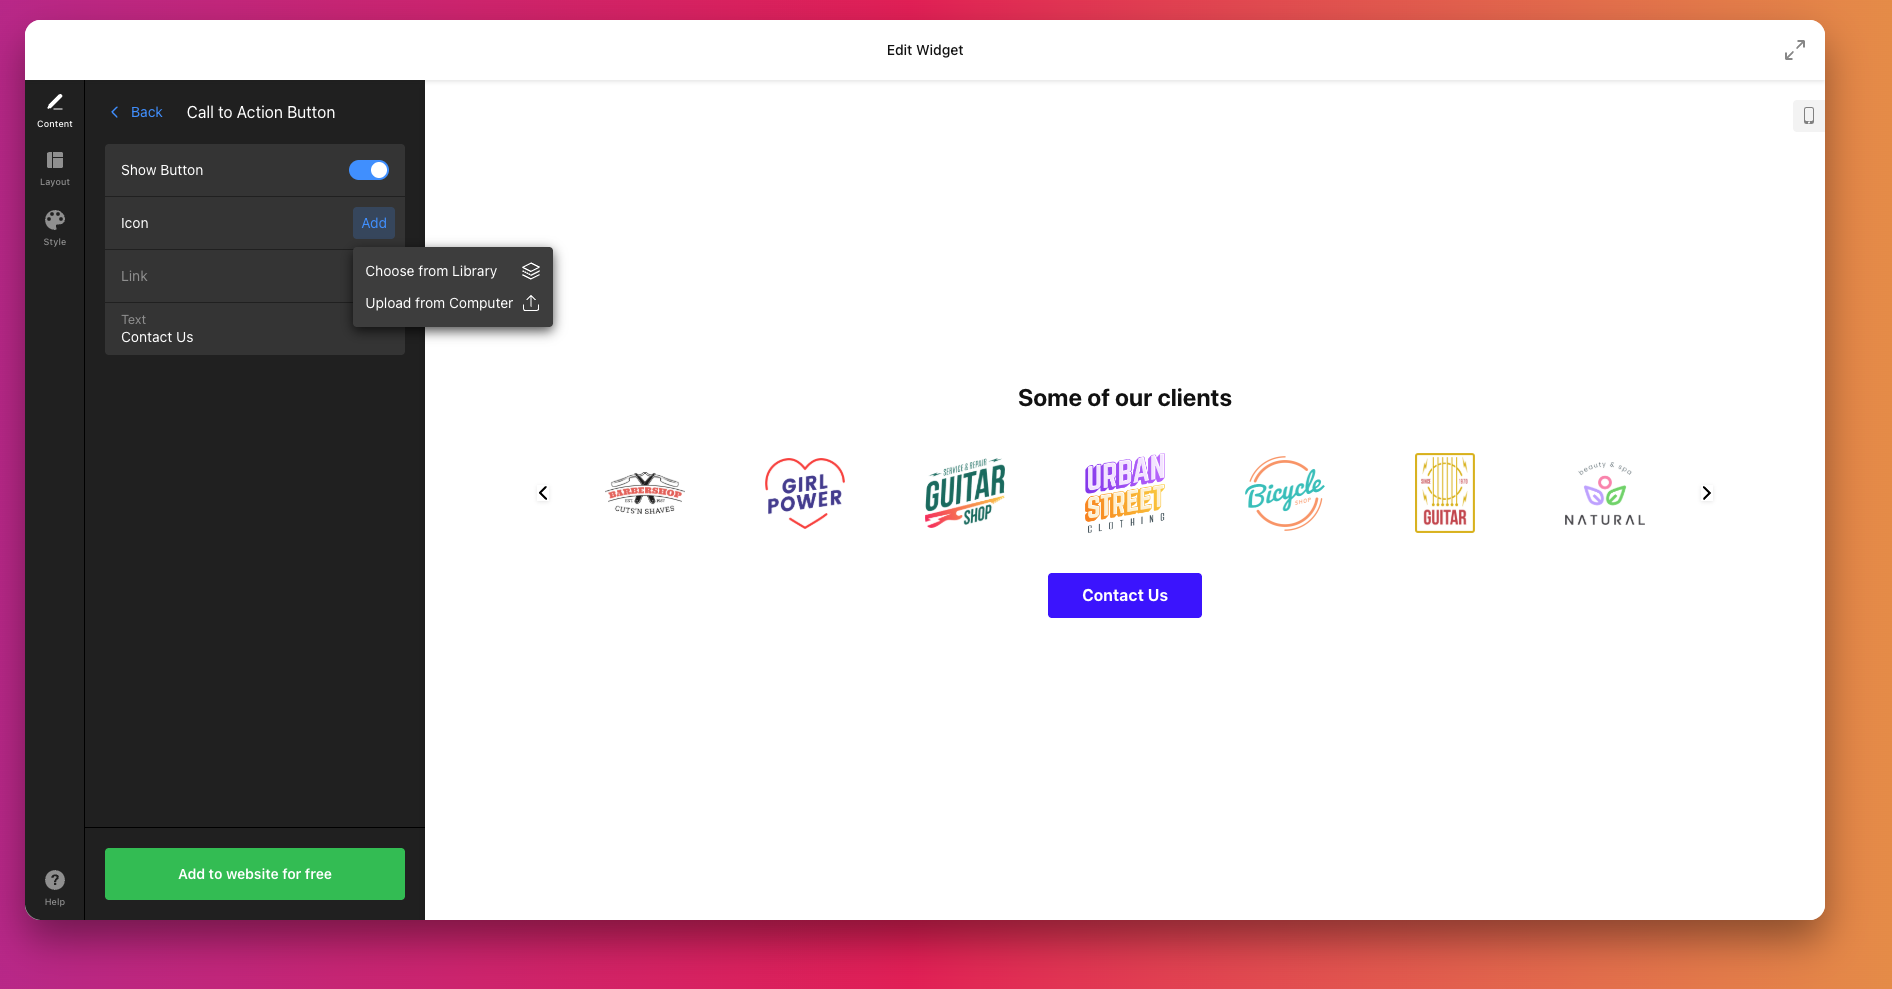 Edit Widget
Content
Layout
Style
Help
Back
Call to Action Button
Show Button
Icon
Add
Choose from Library
Upload from Computer
Link
Text
Contact Us
Add to website for free
Some of our clients
BARBERSHOP
CUTS'N SHAVES
GIRL
POWER
SERVICE & REPAIR
GUITAR
SHOP
URBAN
STREET
CLOTHING
Bicycle
SHOP
SINCE 1975
GUITAR
beauty & spa
NATURAL
Contact Us